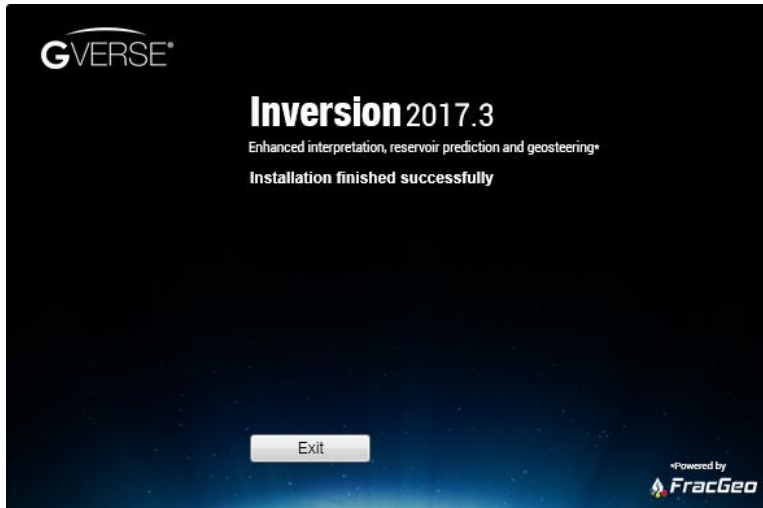 GVERSE®
Inversion 2017.3
Enhanced interpretation, reservoir prediction and geosteering*
Installation finished successfully
Exit
*Powered by
FracGeo